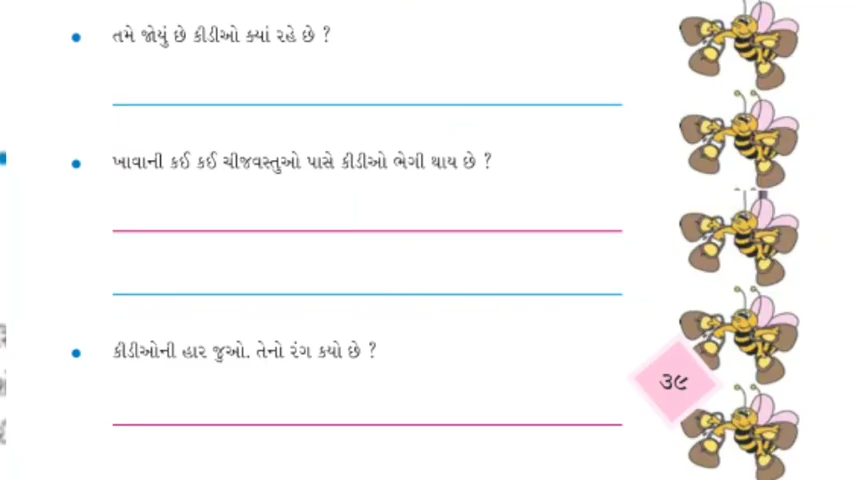 તમે જોયું છે કીડીઓ ક્યાં રહે છે ?
ખાવાની કઈ કઈ ચીજવસ્તુઓ પાસે કીડીઓ ભેગી થાય છે ?
કીડીઓની હાર જુઓ. તેનો રંગ કયો છે ?
૩૯